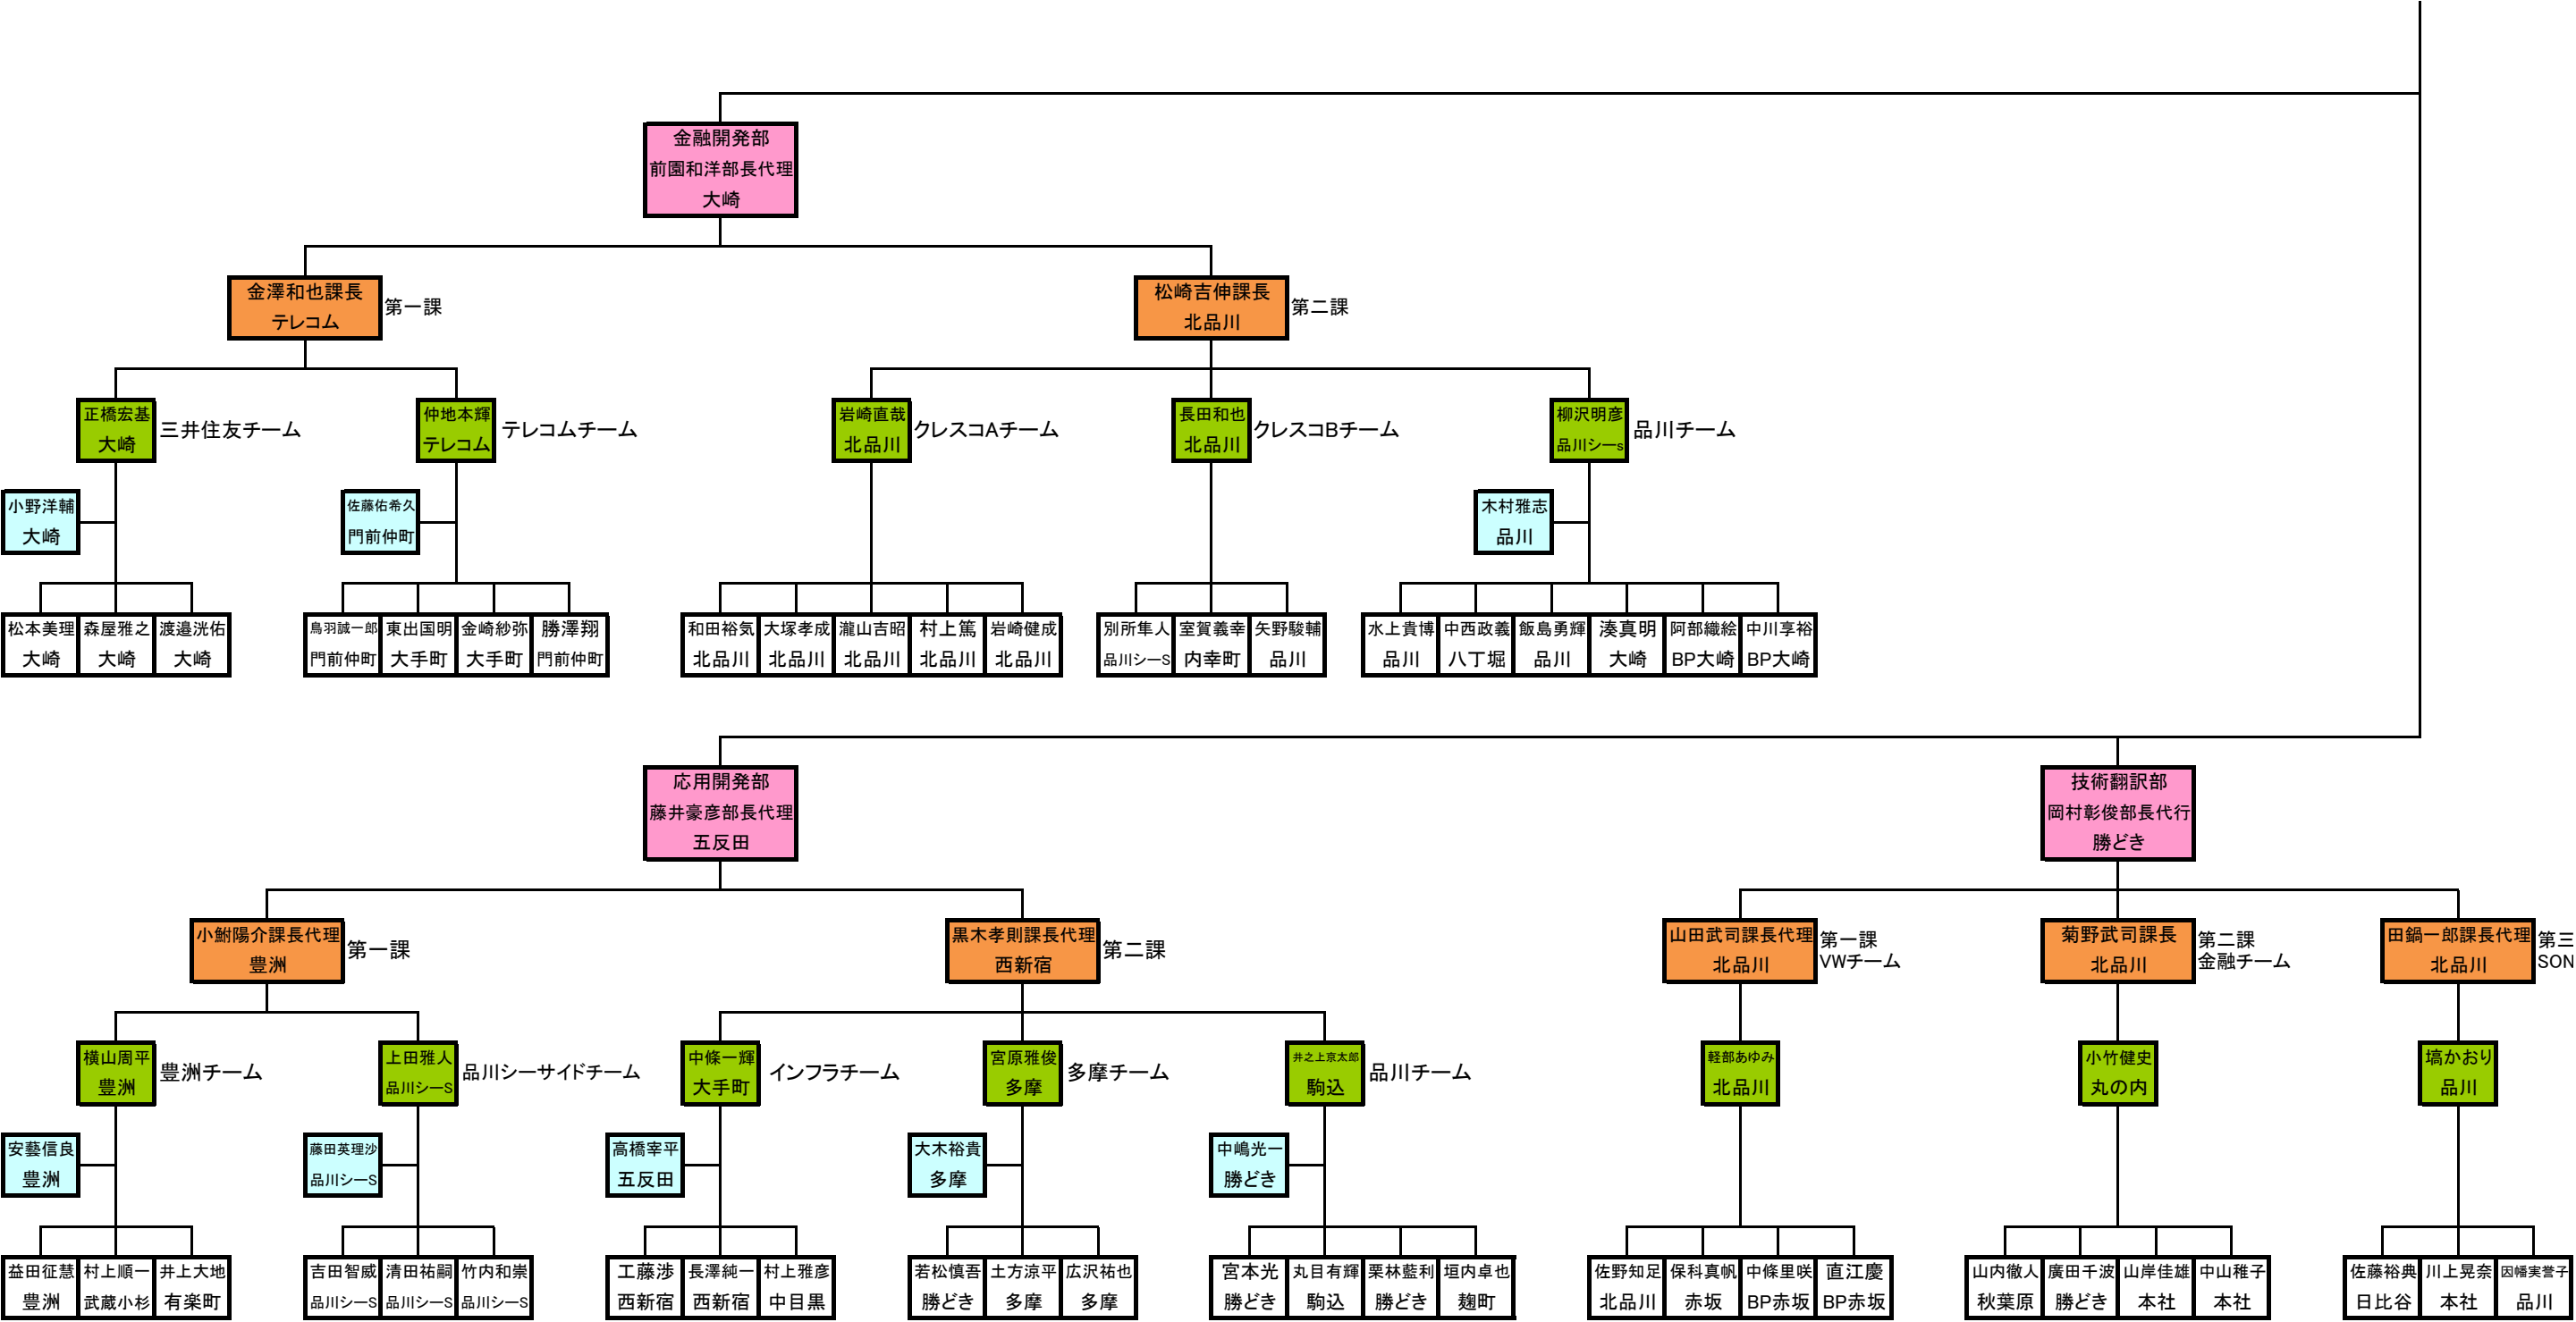 金融開発部
前園和洋部長代理
大崎
金澤和也課長
テレコム
第一課
松崎吉伸課長
北品川
第二課
正橋宏基
大崎
三井住友チーム
仲地本輝
テレコム
テレコムチーム
岩崎直哉
北品川
クレスコAチーム
長田和也
北品川
クレスコBチーム
柳沢明彦
品川シーs
品川チーム
小野洋輔
大崎
佐藤佑希久
門前仲町
木村雅志
品川
松本美理
大崎
森屋雅之
大崎
渡邉洸佑
大崎
鳥羽誠一郎
門前仲町
東出国明
大手町
金崎紗弥
大手町
勝澤翔
門前仲町
和田裕気
北品川
大塚孝成
北品川
瀧山吉昭
北品川
村上篤
北品川
岩崎健成
北品川
別所隼人
品川シーS
室賀義幸
内幸町
矢野駿輔
品川
水上貴博
品川
中西政義
八丁堀
飯島勇輝
品川
湊真明
大崎
阿部織絵
BP大崎
中川享裕
BP大崎
応用開発部
藤井豪彦部長代理
五反田
技術翻訳部
岡村彰俊部長代行
勝どき
小鮒陽介課長代理
豊洲
第一課
黒木孝則課長代理
西新宿
第二課
山田武司課長代理
北品川
第一課
VWチーム
菊野武司課長
北品川
第二課
金融チーム
田鍋一郎課長代理
北品川
第三
SON
横山周平
豊洲
豊洲チーム
上田雅人
品川シーS
品川シーサイドチーム
中條一輝
大手町
インフラチーム
宮原雅俊
多摩
多摩チーム
井之上京太郎
駒込
品川チーム
軽部あゆみ
北品川
小竹健史
丸の内
塙かおり
品川
安藝信良
豊洲
藤田英理沙
品川シーS
高橋宰平
五反田
大木裕貴
多摩
中嶋光一
勝どき
益田征慧
豊洲
村上順一
武蔵小杉
井上大地
有楽町
吉田智威
品川シーS
清田祐嗣
品川シーS
竹内和崇
品川シーS
工藤渉
西新宿
長澤純一
西新宿
村上雅彦
中目黒
若松慎吾
勝どき
土方涼平
多摩
広沢祐也
多摩
宮本光
勝どき
丸目有輝
駒込
栗林藍利
勝どき
垣内卓也
麹町
佐野知足
北品川
保科真帆
赤坂
中條里咲
BP赤坂
直江慶
BP赤坂
山内徹人
秋葉原
廣田千波
勝どき
山岸佳雄
本社
中山稚子
本社
佐藤裕典
日比谷
川上晃奈
本社
因幡実誉子
品川